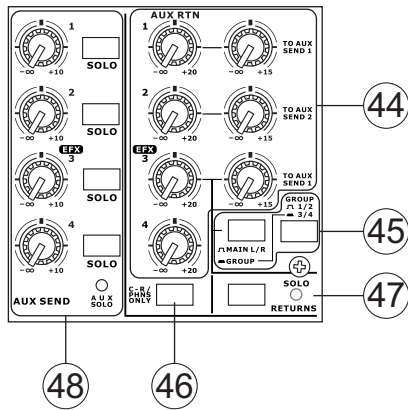 AUX RTN
1
SOLO
-∞ +10
2
SOLO
-∞ +10
EFX
3
SOLO
-∞ +10
4
SOLO
-∞ +10
AUX SEND
AUX
SOLO
1
-∞ +20
-∞ +15
TO AUX
SEND 1
2
-∞ +20
-∞ +15
TO AUX
SEND 2
EFX
3
-∞ +20
-∞ +15
TO AUX
SEND 1
4
-∞ +20
GROUP
1/2
3/4
MAIN L/R
GROUP
C-R/
PHNS
ONLY
SOLO
RETURNS
44
45
47
48
46